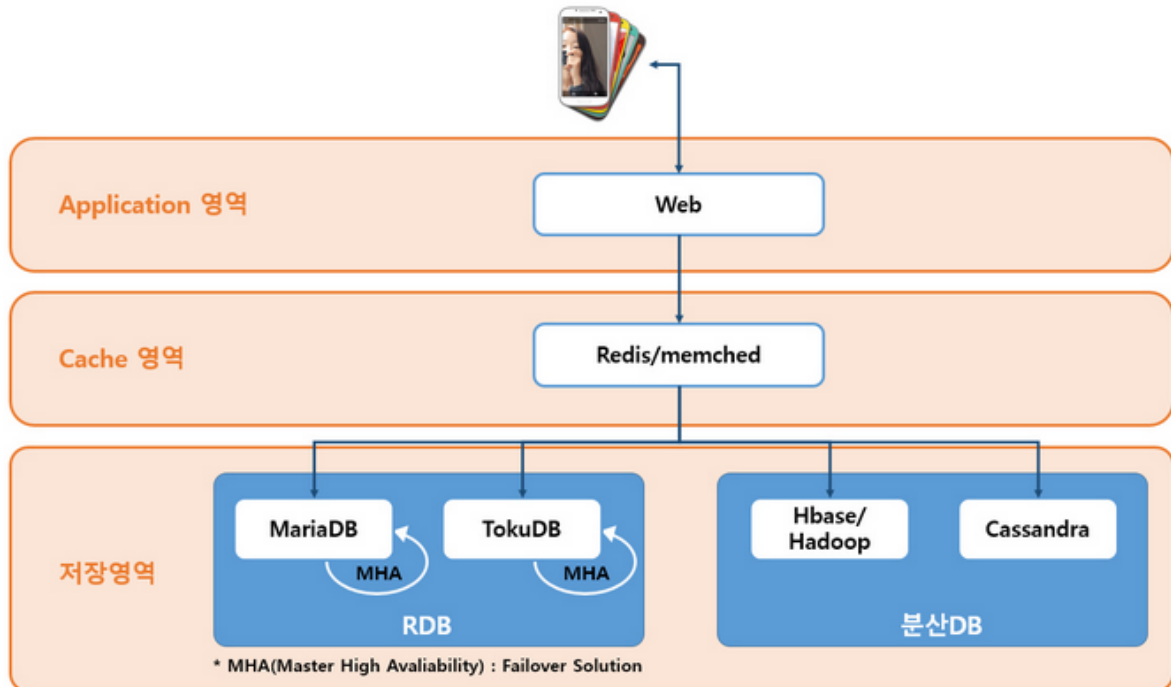 Application 영역
Web
Cache 영역
Redis/memched
저장영역
MariaDB
MHA
TokuDB
MHA
RDB
Hbase/
Hadoop
Cassandra
분산DB
* MHA(Master High Avaliability) : Failover Solution